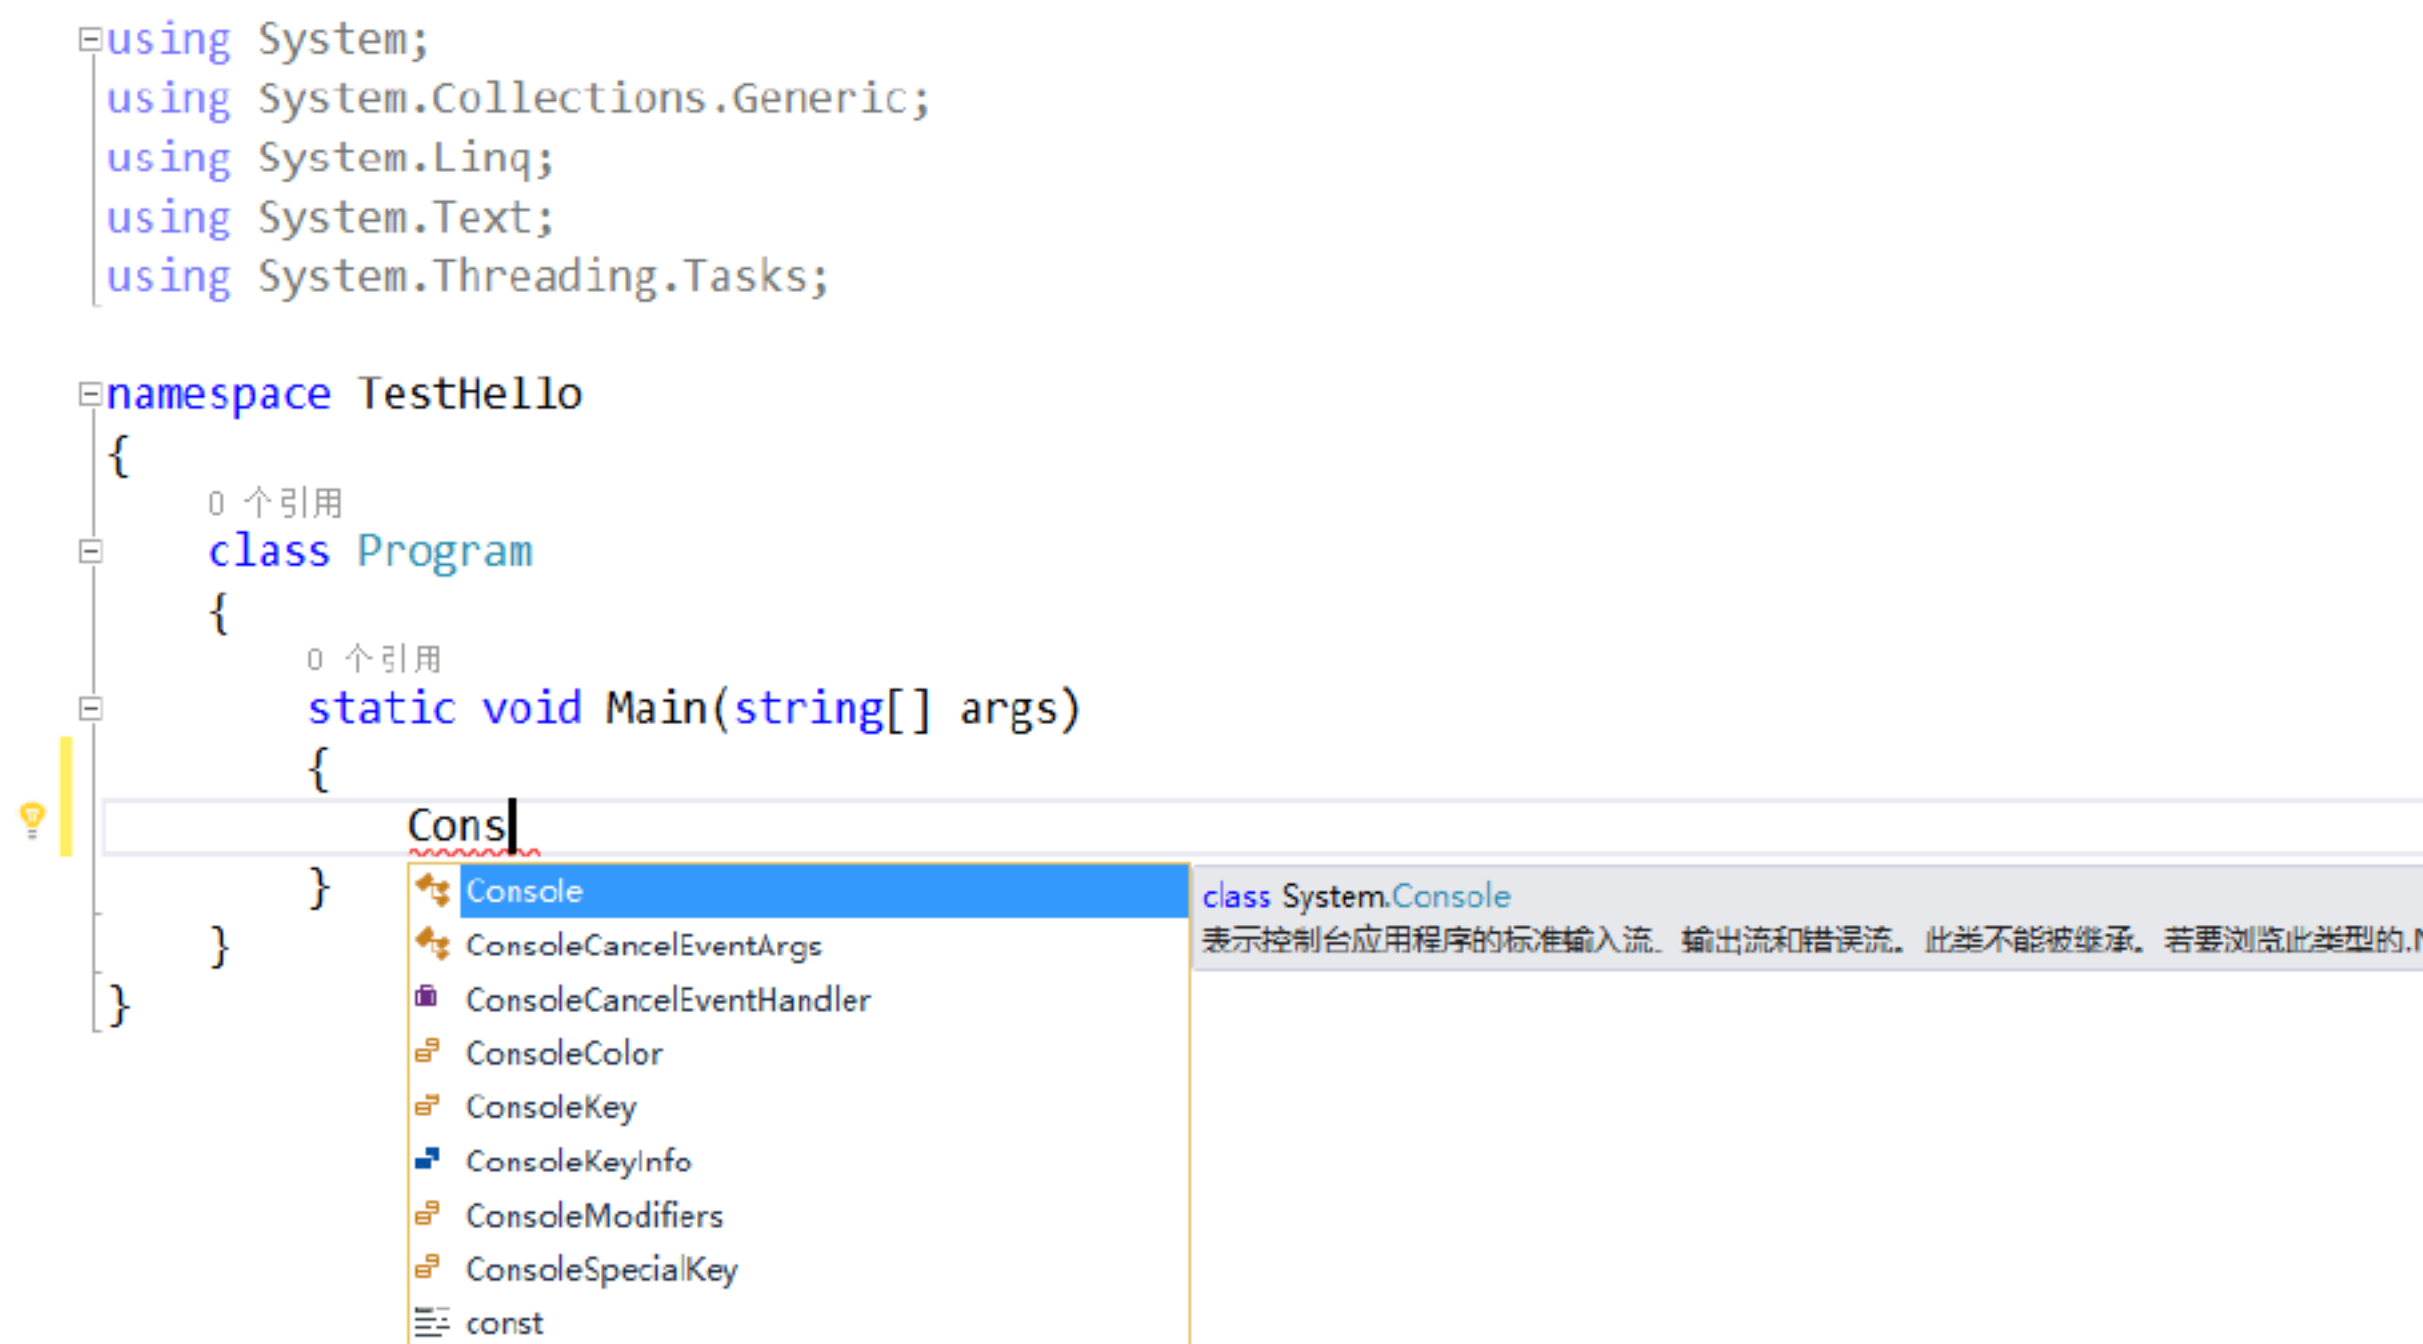 using System;
using System.Collections.Generic;
using System.Linq;
using System.Text;
using System.Threading.Tasks;
namespace TestHello
{
0 个引用
class Program
{
0 个引用
static void Main(string[] args)
{
Cons
}
}
}
Console
ConsoleCancelEventArgs
ConsoleCancelEventHandler
ConsoleColor
ConsoleKey
ConsoleKeyInfo
ConsoleModifiers
ConsoleSpecialKey
const
class System.Console
表示控制台应用程序的标准输入流、输出流和错误流。此类不能被继承。若要浏览此类型的.N